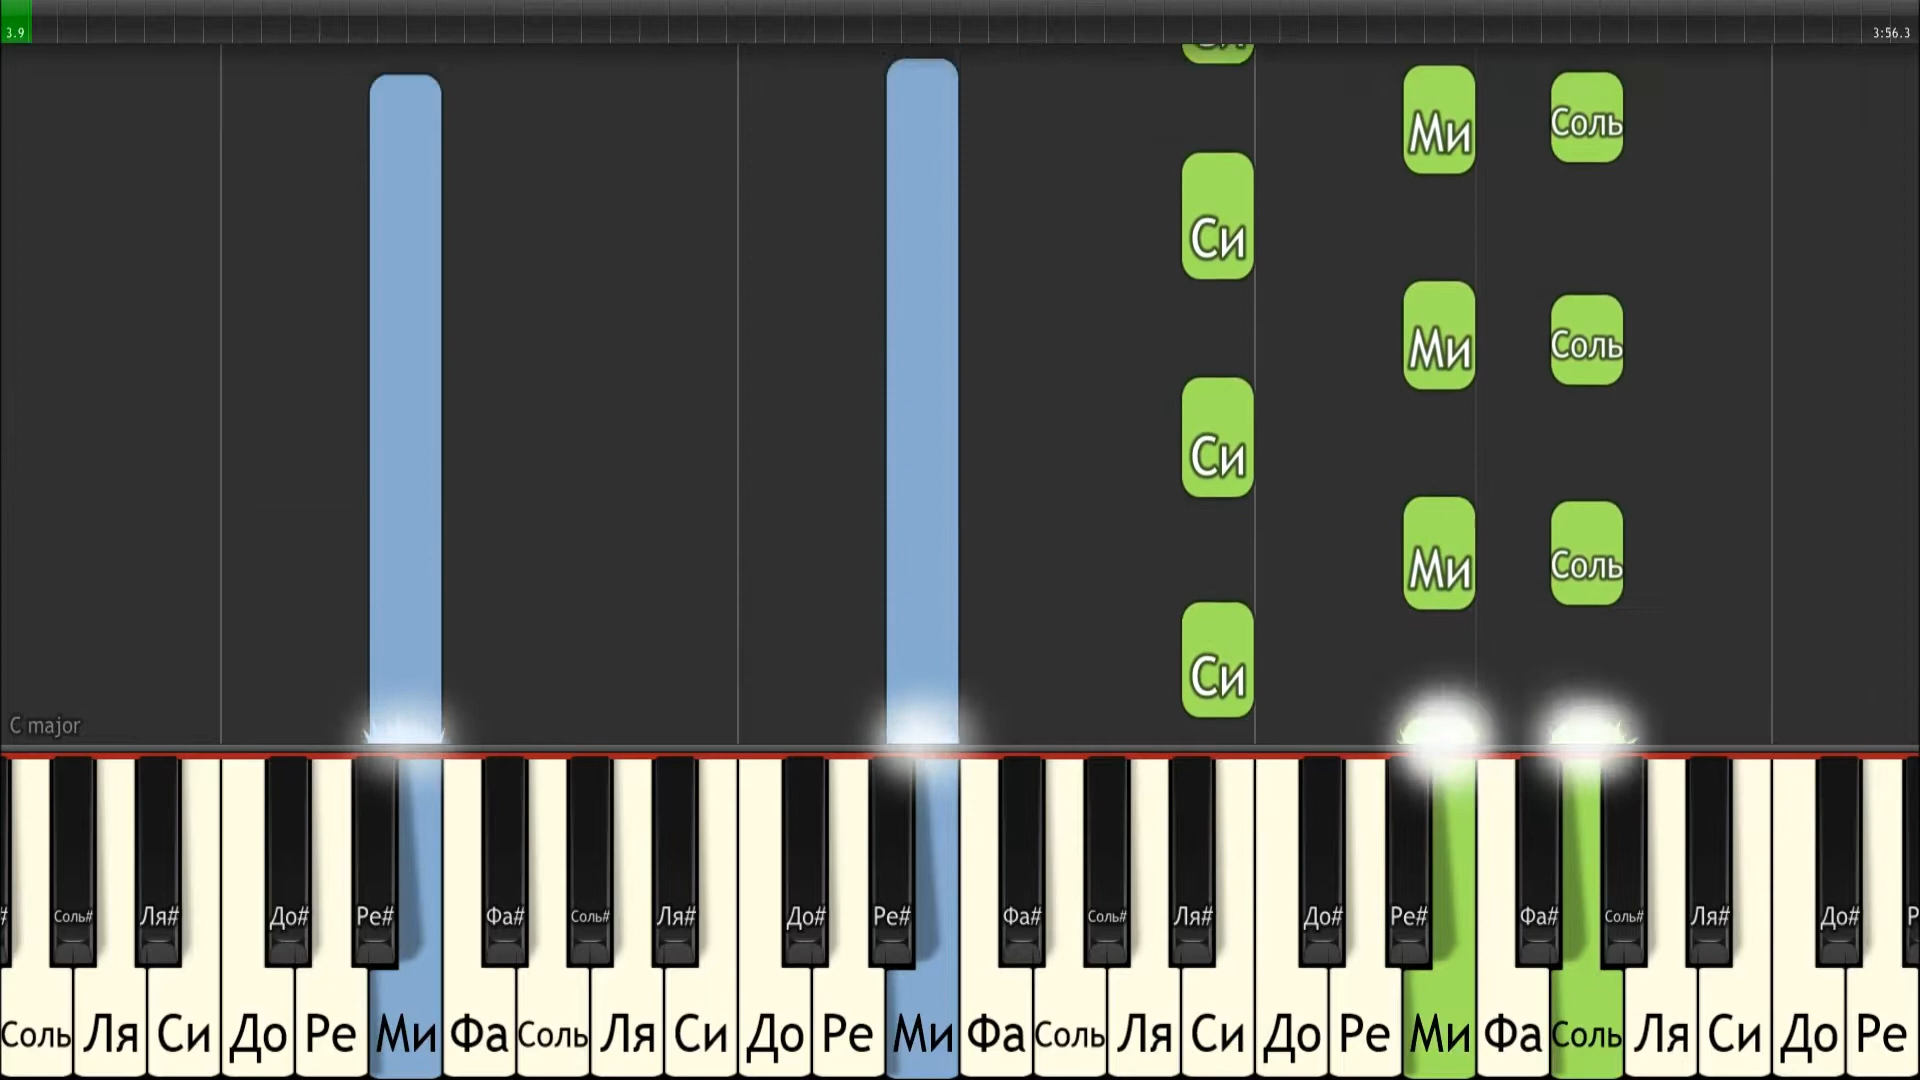 3.9 3:56.3
Ми Соль
Си
Ми Соль
Си
Ми Соль
Си
C major
Соль# Ля# До# Ре# Фа# Соль# Ля# До# Ре# Фа# Соль# Ля# До# Ре# Фа# Соль# Ля# До#
Соль Ля Си До Ре Ми Фа Соль Ля Си До Ре Ми Фа Соль Ля Си До Ре Ми Фа Соль Ля Си До Ре